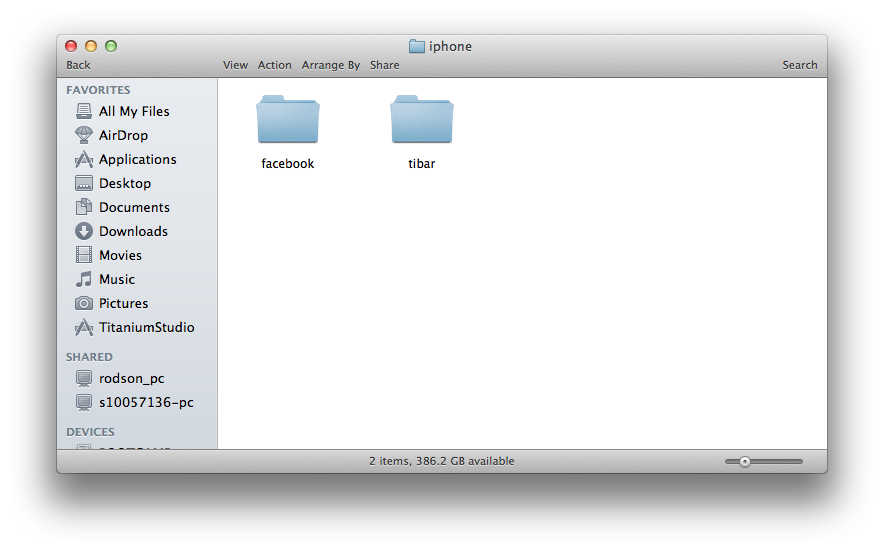 iphone
Back View Action Arrange By Share Search
FAVORITES
All My Files
AirDrop
Applications
Desktop
Documents
Downloads
Movies
Music
Pictures
TitaniumStudio
SHARED
rodson_pc
s10057136-pc
DEVICES
facebook tibar
2 items, 386.2 GB available